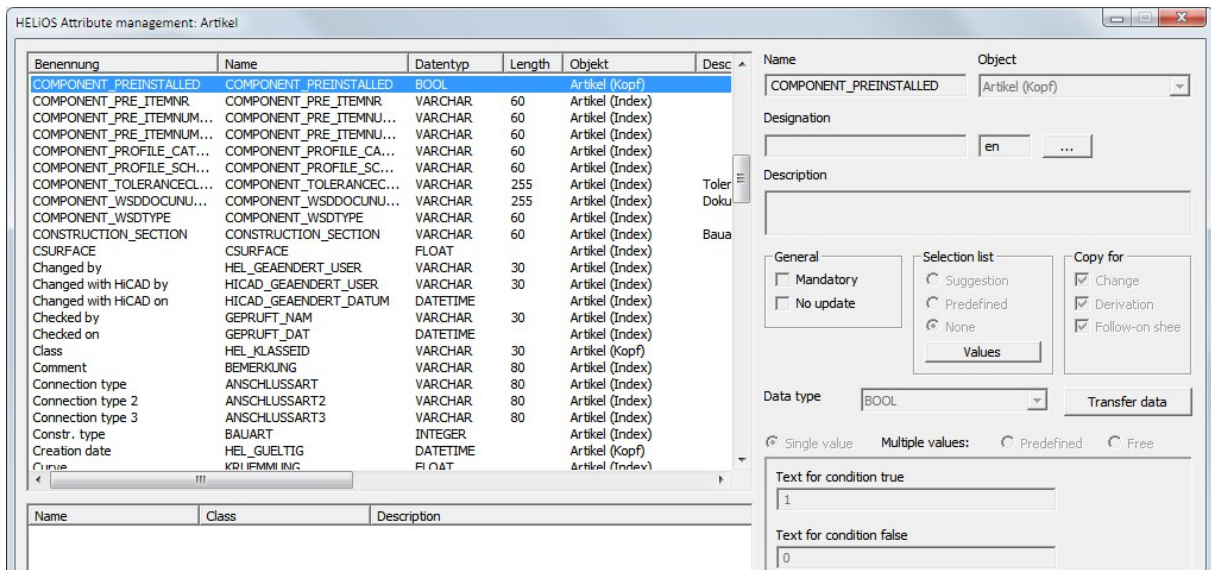 HELiOS Attribute management: Artikel
Benennung Name Datentyp Length Objekt Desc
COMPONENT_PREINSTALLED COMPONENT_PREINSTALLED BOOL Artikel (Kopf)
COMPONENT_PRE_ITEMNR COMPONENT_PRE_ITEMNR VARCHAR 60 Artikel (Index)
COMPONENT_PRE_ITEMNUM... COMPONENT_PRE_ITEMNU... VARCHAR 60 Artikel (Index)
COMPONENT_PRE_ITEMNUM... COMPONENT_PRE_ITEMNU... VARCHAR 60 Artikel (Index)
COMPONENT_PROFILE_CAT... COMPONENT_PROFILE_CA... VARCHAR 60 Artikel (Index)
COMPONENT_PROFILE_SCH... COMPONENT_PROFILE_SC... VARCHAR 60 Artikel (Index)
COMPONENT_TOLERANCECL... COMPONENT_TOLERANCEC... VARCHAR 255 Artikel (Index) Toler
COMPONENT_WSDDOCUNU... COMPONENT_WSDDOCUNU... VARCHAR 255 Artikel (Index) Doku
COMPONENT_WSDTYPE COMPONENT_WSDTYPE VARCHAR 60 Artikel (Index)
CONSTRUCTION_SECTION CONSTRUCTION_SECTION VARCHAR 60 Artikel (Index) Baua
CSURFACE CSURFACE FLOAT Artikel (Index)
Changed by HEL_GEAENDERT_USER VARCHAR 30 Artikel (Index)
Changed with HiCAD by HICAD_GEAENDERT_USER VARCHAR 30 Artikel (Index)
Changed with HiCAD on HICAD_GEAENDERT_DATUM DATETIME Artikel (Index)
Checked by GEPRUFT_NAM VARCHAR 30 Artikel (Index)
Checked on GEPRUFT_DAT DATETIME Artikel (Index)
Class HEL_KLASSEID VARCHAR 30 Artikel (Kopf)
Comment BEMERKUNG VARCHAR 80 Artikel (Index)
Connection type ANSCHLUSSART VARCHAR 80 Artikel (Index)
Connection type 2 ANSCHLUSSART2 VARCHAR 80 Artikel (Index)
Connection type 3 ANSCHLUSSART3 VARCHAR 80 Artikel (Index)
Constr. type BAUART INTEGER Artikel (Index)
Creation date HEL_GUELTIG DATETIME Artikel (Kopf)
Curve KRUEMMUNG FLOAT Artikel (Index)
Name Class Description
Name Object
COMPONENT_PREINSTALLED Artikel (Kopf)
Designation
en ...
Description
General Selection list Copy for
Mandatory Suggestion Change
No update Predefined Derivation
None Follow-on shee
Values
Data type BOOL Transfer data
Single value Multiple values: Predefined Free
Text for condition true
1
Text for condition false
0